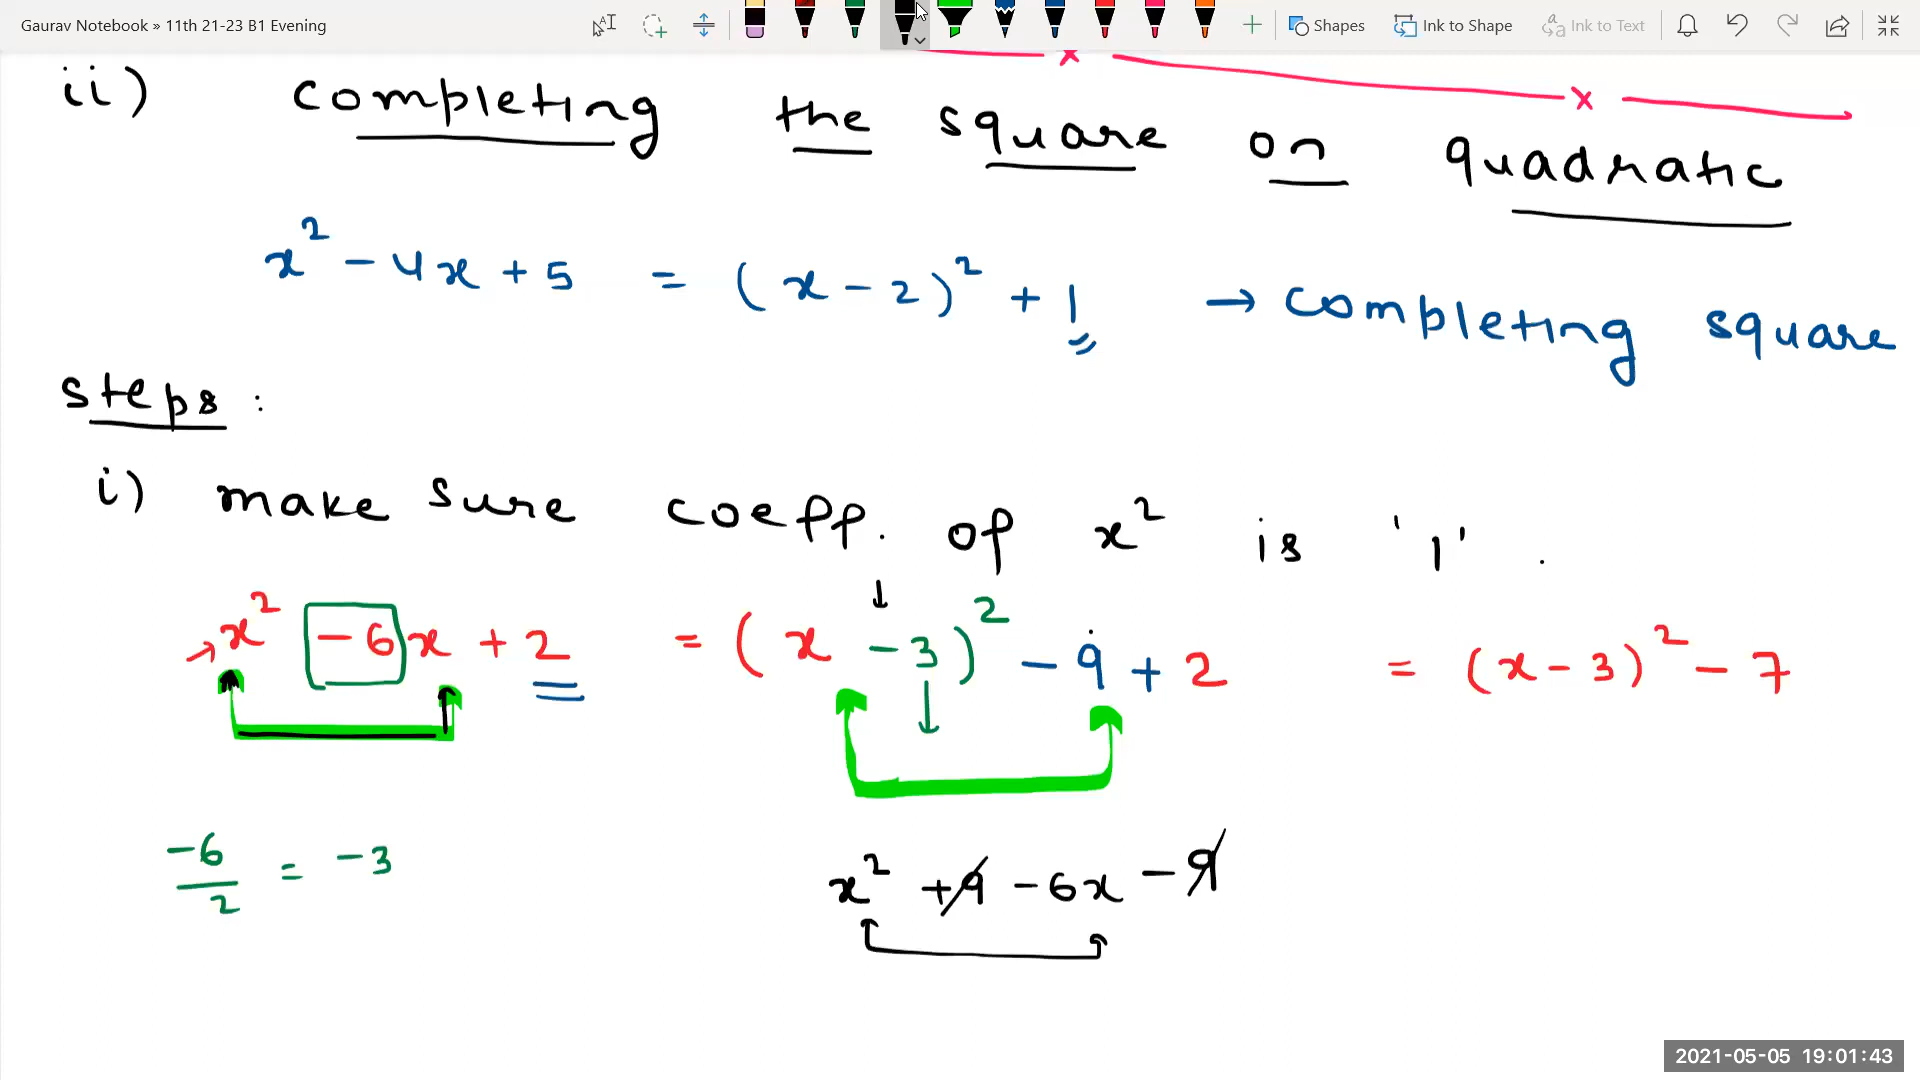 Gaurav Notebook » 11th 21-23 B1 Evening
Shapes Ink to Shape Ink to Text
ii) completing the square on quadratic
x² - 4x + 5 = (x - 2)² + 1 → completing square
steps :
i) make sure coeff. of x² is '1'.
→ x² -6x + 2 = (x - 3)² - 9 + 2 = (x - 3)² - 7
-6/2 = -3
x² + 9 - 6x - 9
2021-05-05 19:01:43